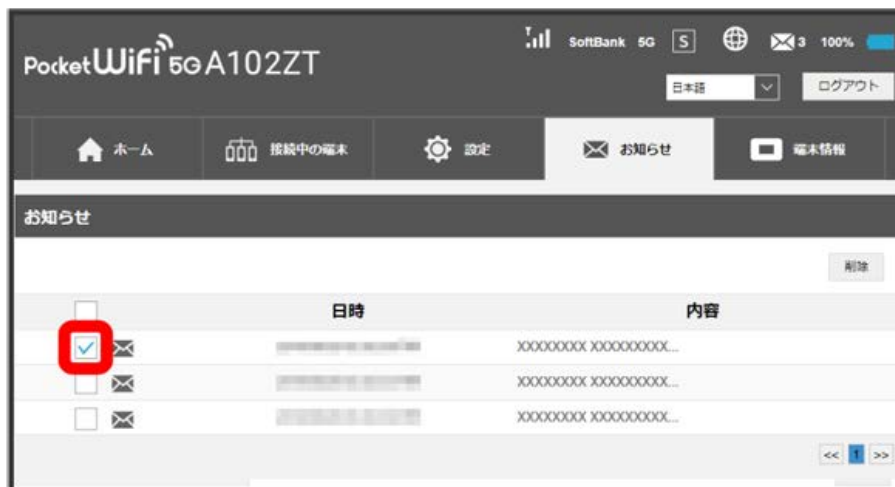 SoftBank 5G S 3 100%
Pocket WiFi 5G A102ZT
日本語 ログアウト
ホーム 接続中の端末 設定 お知らせ 端末情報
お知らせ
削除
日時 内容
XXXXXXXX XXXXXXXXX...
XXXXXXXX XXXXXXXXX...
XXXXXXXX XXXXXXXXX...
<< 1 >>